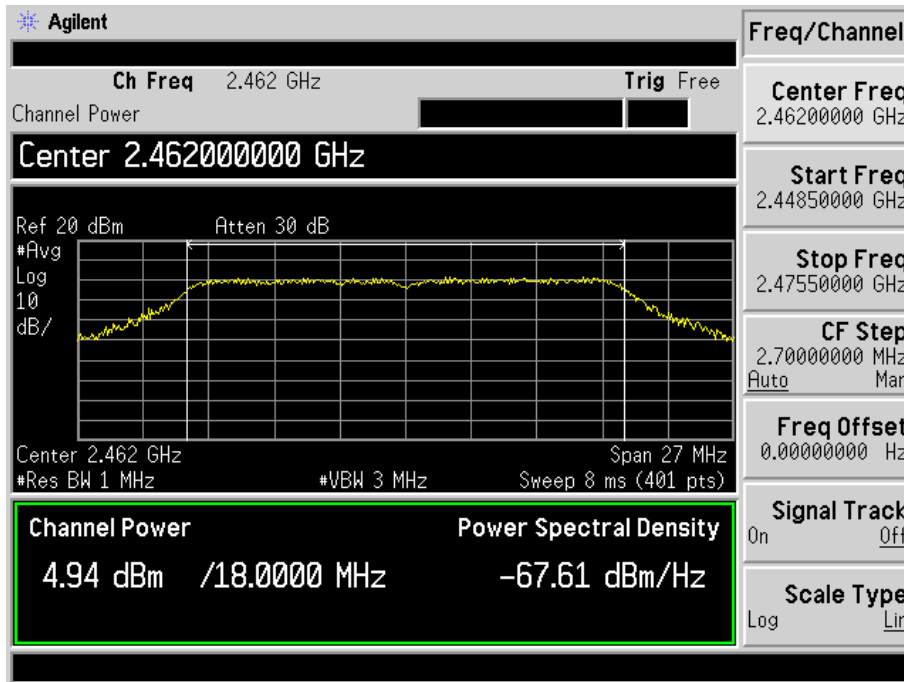 Agilent
Ch Freq 2.462 GHz Trig Free
Channel Power
Center 2.462000000 GHz
Ref 20 dBm Atten 30 dB
#Avg
Log
10
dB/
Center 2.462 GHz Span 27 MHz
#Res BW 1 MHz #VBW 3 MHz Sweep 8 ms (401 pts)
Channel Power Power Spectral Density
4.94 dBm /18.0000 MHz -67.61 dBm/Hz
Freq/Channel
Center Freq
2.46200000 GHz
Start Freq
2.44850000 GHz
Stop Freq
2.47550000 GHz
CF Step
2.70000000 MHz
Auto Man
Freq Offset
0.00000000 Hz
Signal Track
On Off
Scale Type
Log Lin